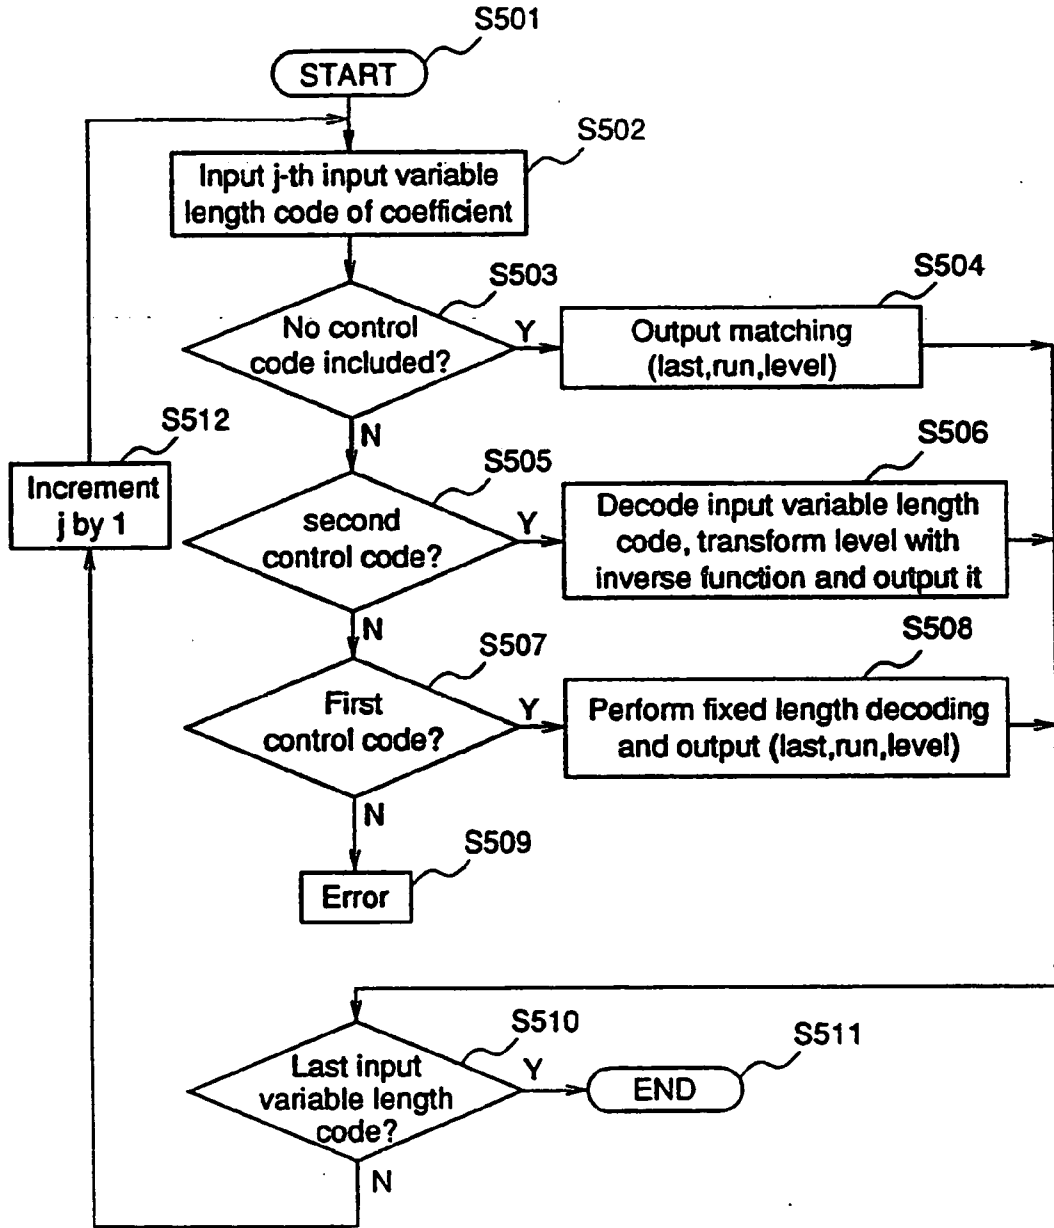 S501
START
S502
Input j-th input variable
length code of coefficient
S503
No control
code included?
Y
N
S504
Output matching
(last,run,level)
S512
Increment
j by 1
S505
second
control code?
Y
N
S506
Decode input variable length
code, transform level with
inverse function and output it
S507
First
control code?
Y
N
S508
Perform fixed length decoding
and output (last,run,level)
S509
Error
S510
Last input
variable length
code?
Y
N
S511
END